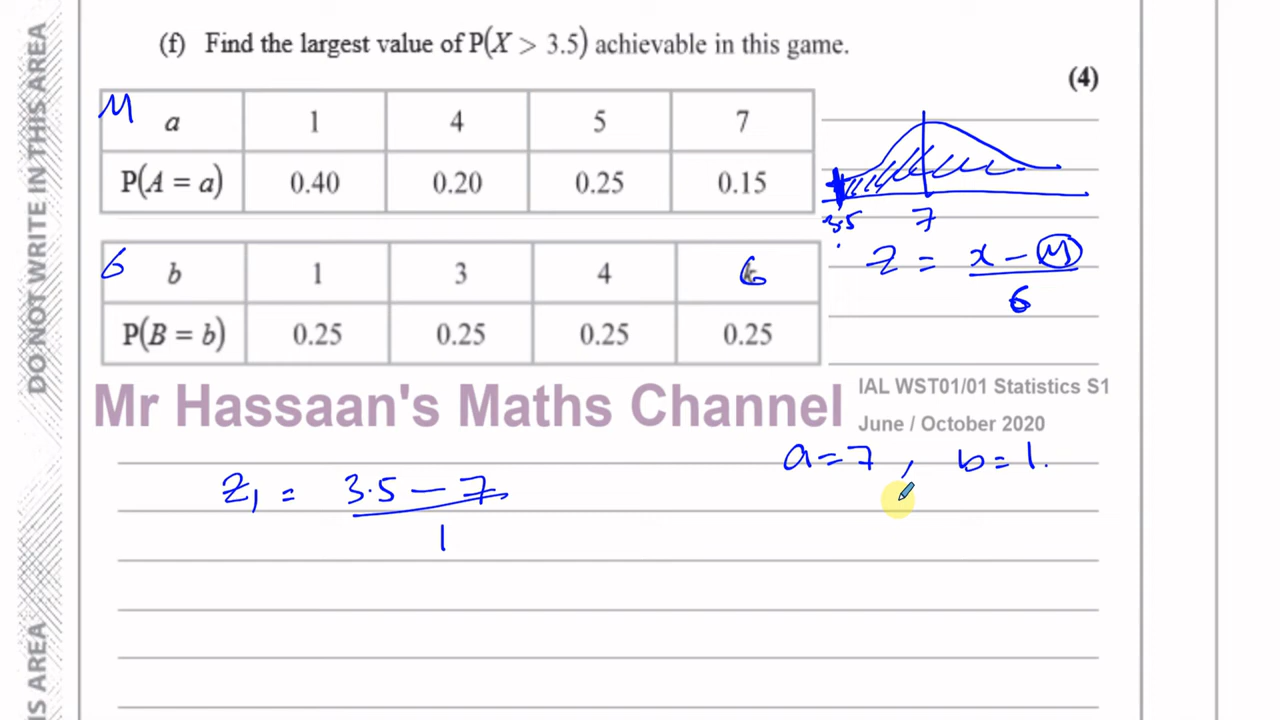 (f) Find the largest value of P(X > 3.5) achievable in this game.
(4)
M a 1 4 5 7
P(A = a) 0.40 0.20 0.25 0.15
3.5 7
6 b 1 3 4 6
P(B = b) 0.25 0.25 0.25 0.25
Z = x - M / 6
Mr Hassaan's Maths Channel
IAL WST01/01 Statistics S1
June / October 2020
a = 7 , b = 1.
Z1 = 3.5 - 7 / 1
DO NOT WRITE IN THIS AREA
IS AREA